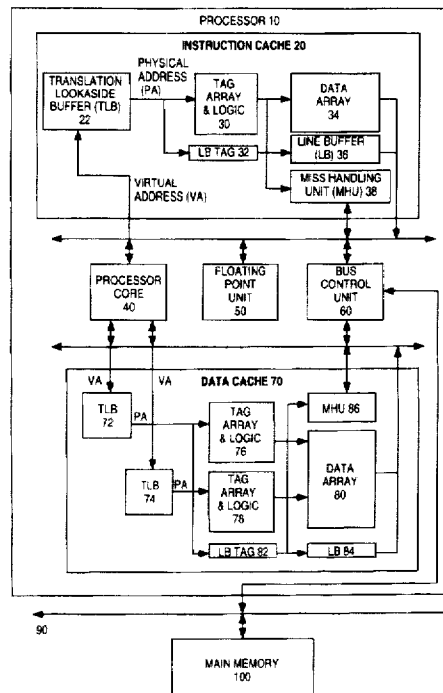 PROCESSOR 10
INSTRUCTION CACHE 20
TRANSLATION
LOOKASIDE
BUFFER (TLB)
22
PHYSICAL
ADDRESS
(PA)
TAG
ARRAY
& LOGIC
30
DATA
ARRAY
34
LB TAG 32
LINE BUFFER (LB) 36
MISS HANDLING
UNIT (MHU) 38
VIRTUAL
ADDRESS (VA)
PROCESSOR
CORE
40
FLOATING
POINT
UNIT
50
BUS
CONTROL
UNIT
60
VA
VA
DATA CACHE 70
TLB
72
PA
TAG
ARRAY
& LOGIC
76
MHU 86
DATA
ARRAY
80
TLB
74
PA
TAG
ARRAY
& LOGIC
78
LB TAG 82
LB 84
90
MAIN MEMORY
100